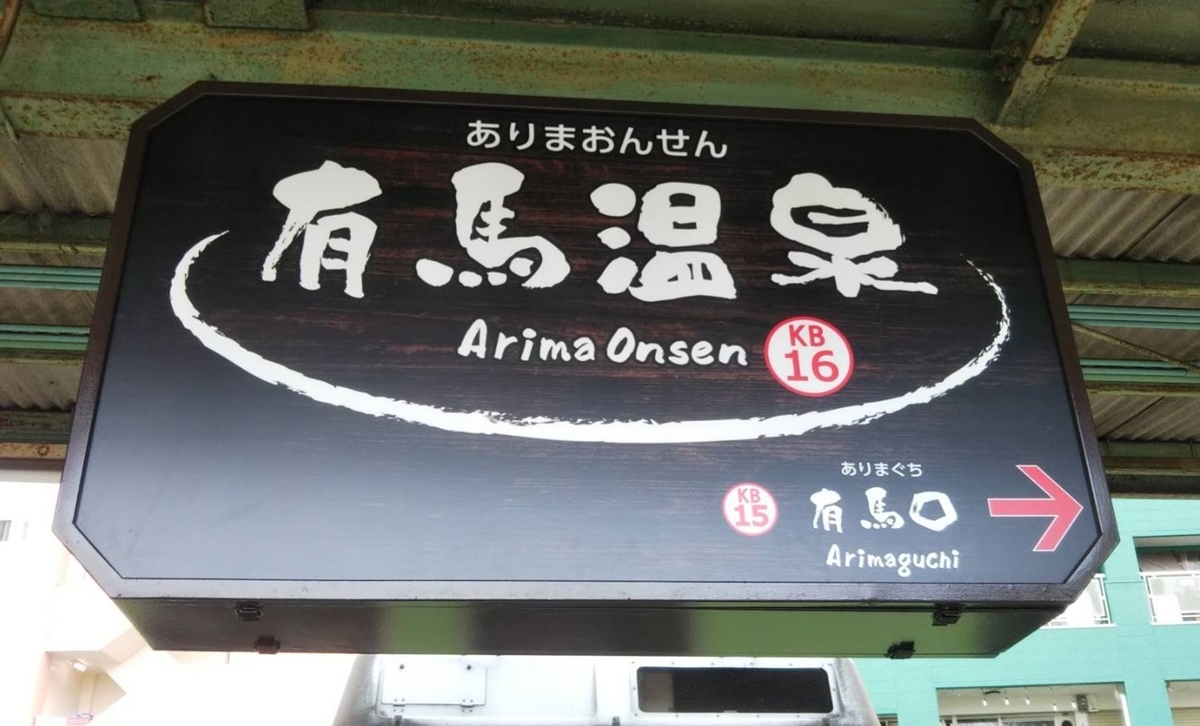 ありまおんせん
有馬温泉
Arima Onsen
KB
16
ありまぐち
KB
15
有馬口
Arimaguchi